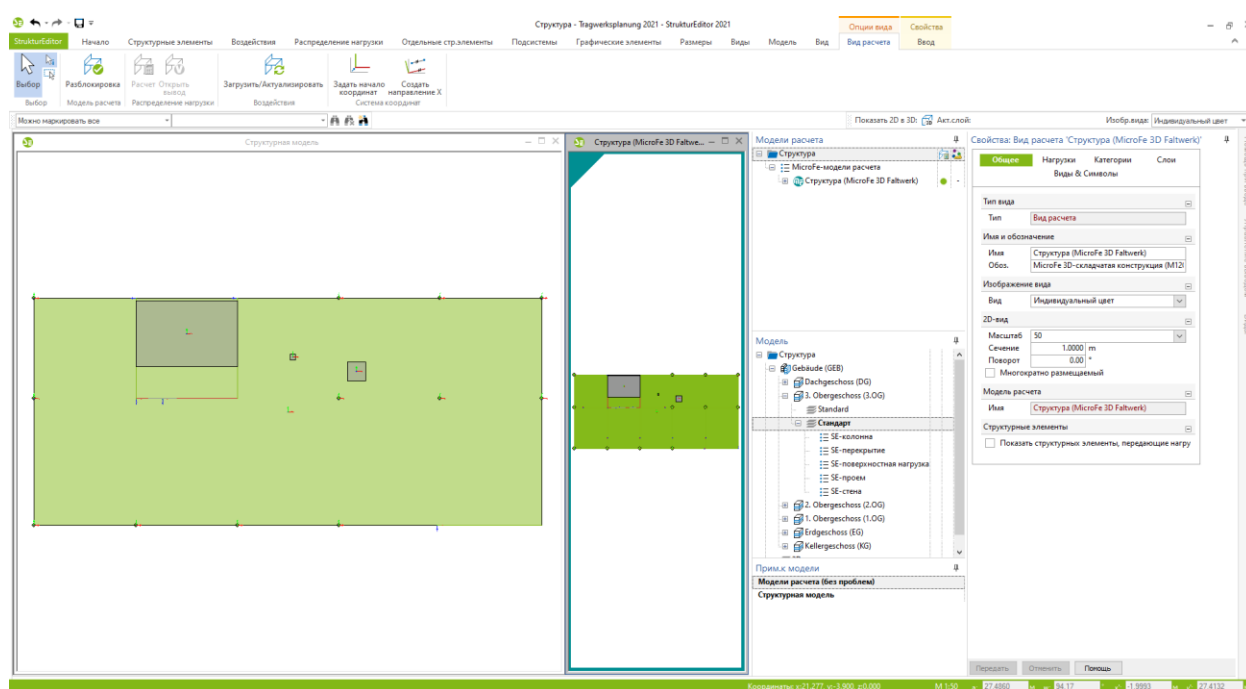 Структура - Tragwerksplanung 2021 - StrukturEditor 2021
Опции вида Свойства
StrukturEditor Начало Структурные элементы Воздействия Распределение нагрузки Отдельные стр.элементы Подсистемы Графические элементы Размеры Виды Модель Вид Вид расчета Ввод
Выбор Разблокировка Расчет Открыть вывод Загрузить/Актуализировать Задать начало координат Создать направление X
Выбор Модель расчета Распределение нагрузки Воздействия Система координат
Можно маркировать все Показать 2D в 3D: Акт.слой: Изобр.вида: Индивидуальный цвет
Структурная модель
Структура (MicroFe 3D Faltwe...
Модели расчета
Структура
MicroFe-модели расчета
Структура (MicroFe 3D Faltwerk)
Модель
Структура
Gebäude (GEB)
Dachgeschoss (DG)
3. Obergeschoss (3.OG)
Standard
Стандарт
SE-колонна
SE-перекрытие
SE-поверхностная нагрузка
SE-проем
SE-стена
2. Obergeschoss (2.OG)
1. Obergeschoss (1.OG)
Erdgeschoss (EG)
Kellergeschoss (KG)
Прим.к модели
Модели расчета (без проблем)
Структурная модель
Свойства: Вид расчета 'Структура (MicroFe 3D Faltwerk)'
Общее Нагрузки Категории Слои
Виды & Символы
Тип вида
Тип Вид расчета
Имя и обозначение
Имя Структура (MicroFe 3D Faltwerk)
Обоз. MicroFe 3D-складчатая конструкция (M12
Изображение вида
Вид Индивидуальный цвет
2D-вид
Масштаб 50
Сечение 1.0000 m
Поворот 0.00 °
Многократно размещаемый
Модель расчета
Имя Структура (MicroFe 3D Faltwerk)
Структурные элементы
Показать структурных элементы, передающие нагру
Передать Отменить Помощь
Координаты: x:21.277, y:-3.900, z:0.000 M 1:50 27.4860 94.17 -1.9993 27.4132